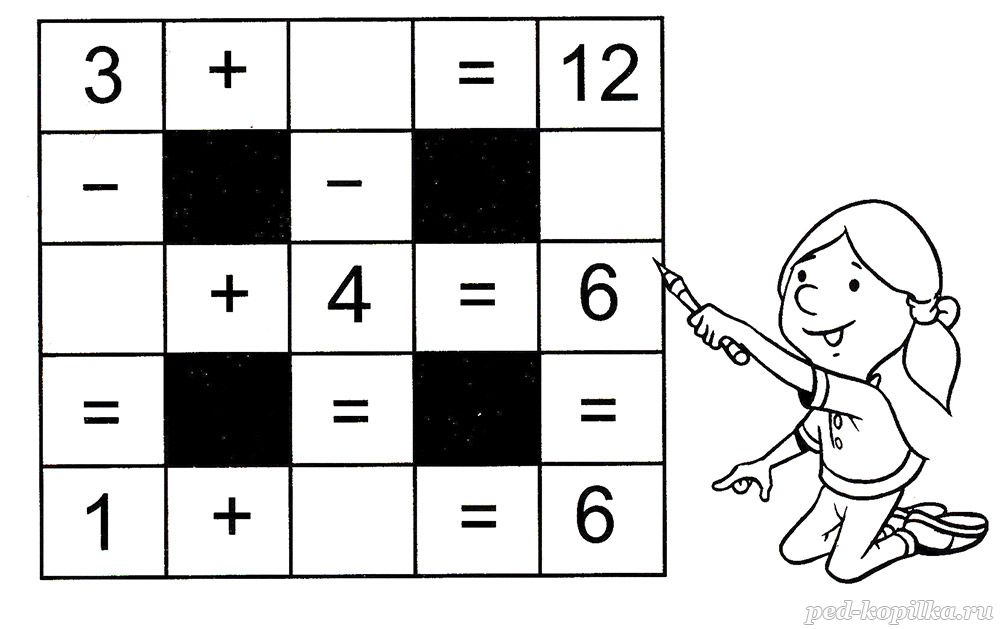 3 + = 12
− −
+ 4 = 6
= = =
1 + = 6
ped-kopilka.ru